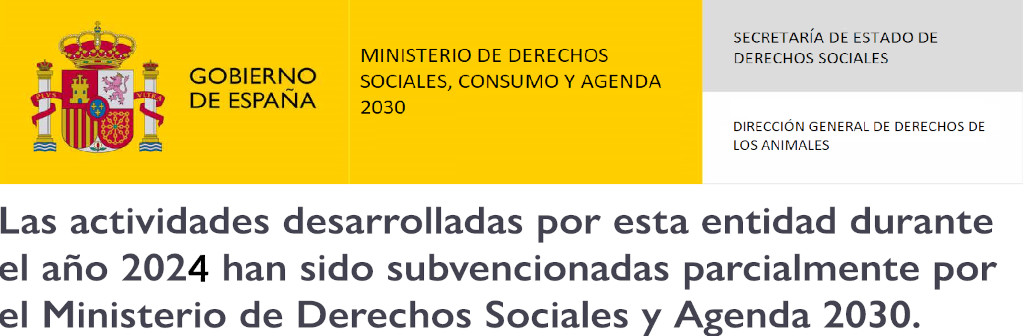 PLVS VLTRA
GOBIERNO
DE ESPAÑA
MINISTERIO DE DERECHOS
SOCIALES, CONSUMO Y AGENDA
2030
SECRETARÍA DE ESTADO DE
DERECHOS SOCIALES
DIRECCIÓN GENERAL DE DERECHOS DE
LOS ANIMALES
Las actividades desarrolladas por esta entidad durante
el año 2024 han sido subvencionadas parcialmente por
el Ministerio de Derechos Sociales y Agenda 2030.